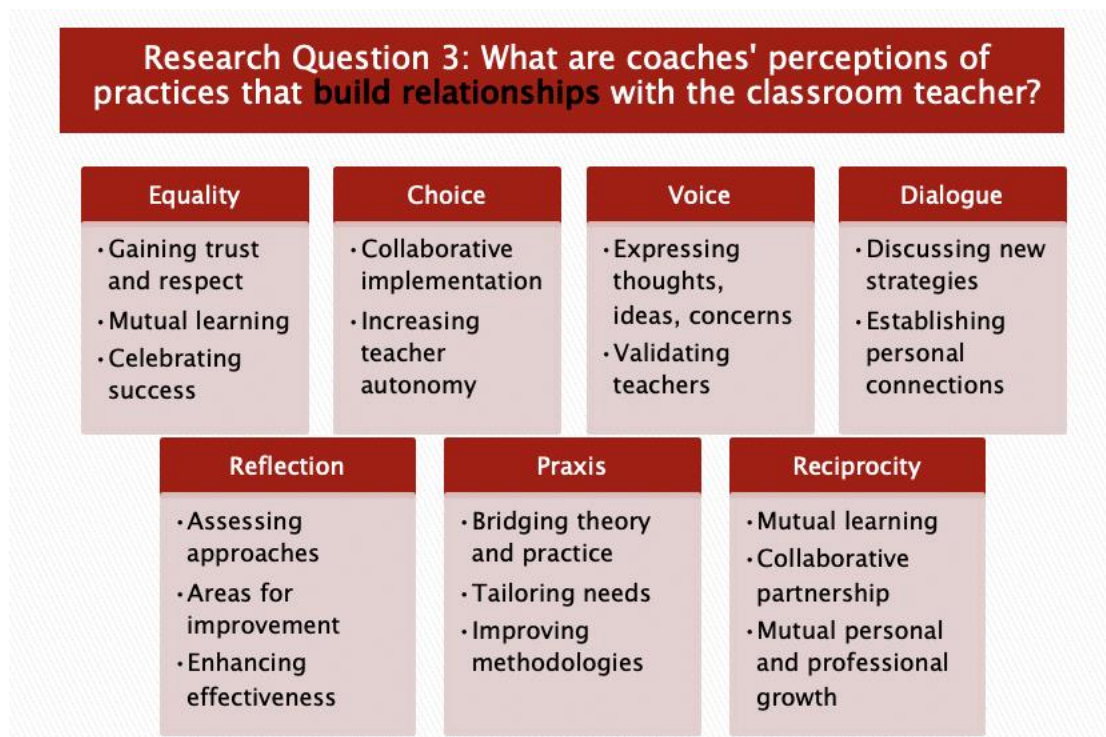 Research Question 3: What are coaches' perceptions of
practices that build relationships with the classroom teacher?
Equality
· Gaining trust
and respect
· Mutual learning
· Celebrating
success
Choice
· Collaborative
implementation
· Increasing
teacher
autonomy
Voice
· Expressing
thoughts,
ideas, concerns
· Validating
teachers
Dialogue
· Discussing new
strategies
· Establishing
personal
connections
Reflection
· Assessing
approaches
· Areas for
improvement
· Enhancing
effectiveness
Praxis
· Bridging theory
and practice
· Tailoring needs
· Improving
methodologies
Reciprocity
· Mutual learning
· Collaborative
partnership
· Mutual personal
and professional
growth